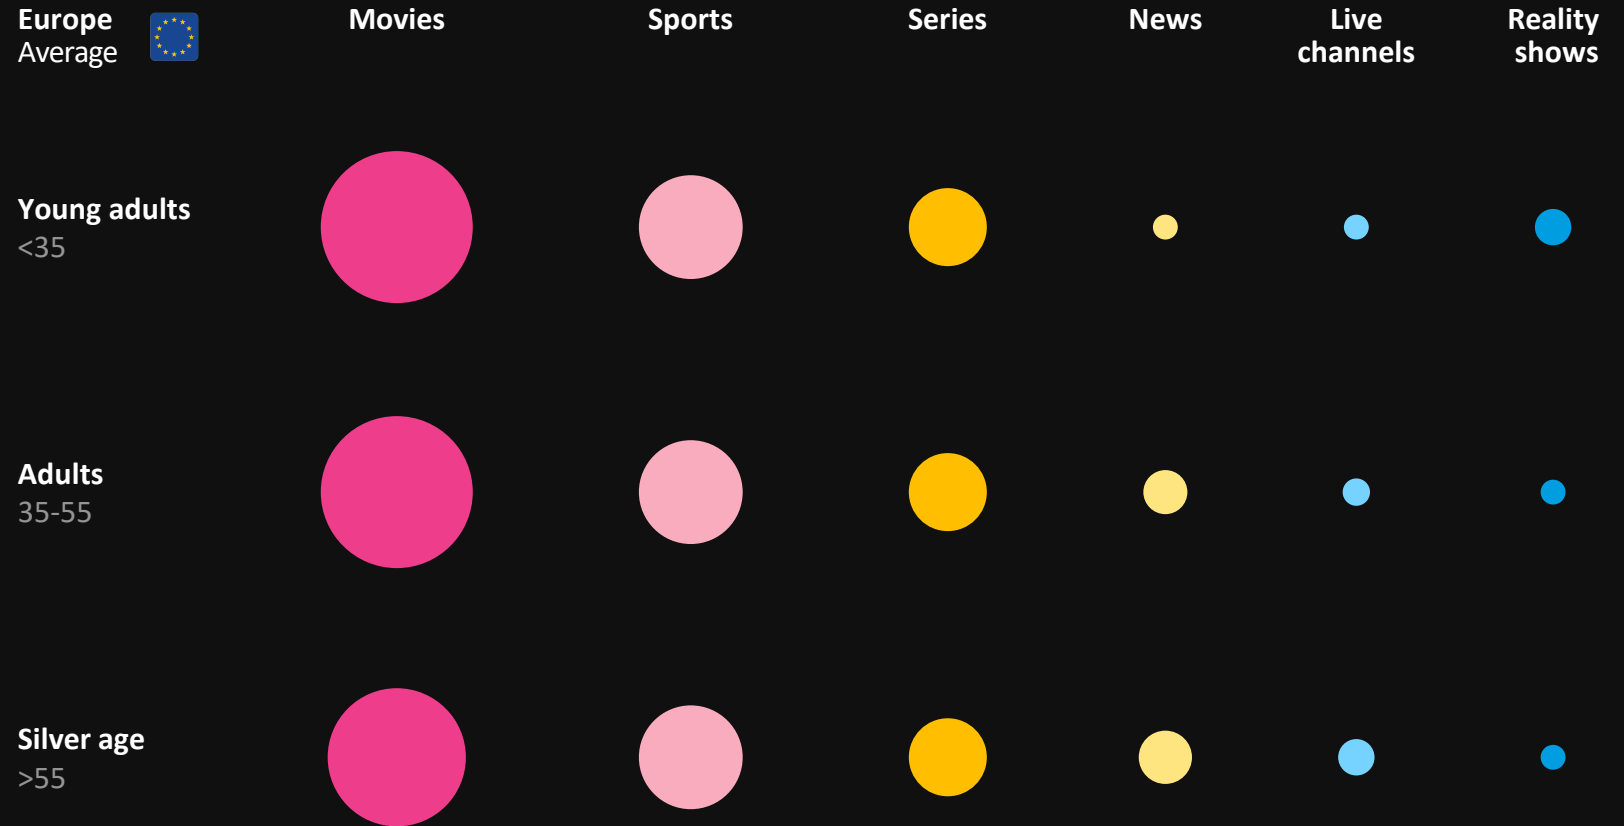 Europe
Average
Movies
Sports
Series
News
Live
channels
Reality
shows
Young adults
<35
Adults
35-55
Silver age
>55